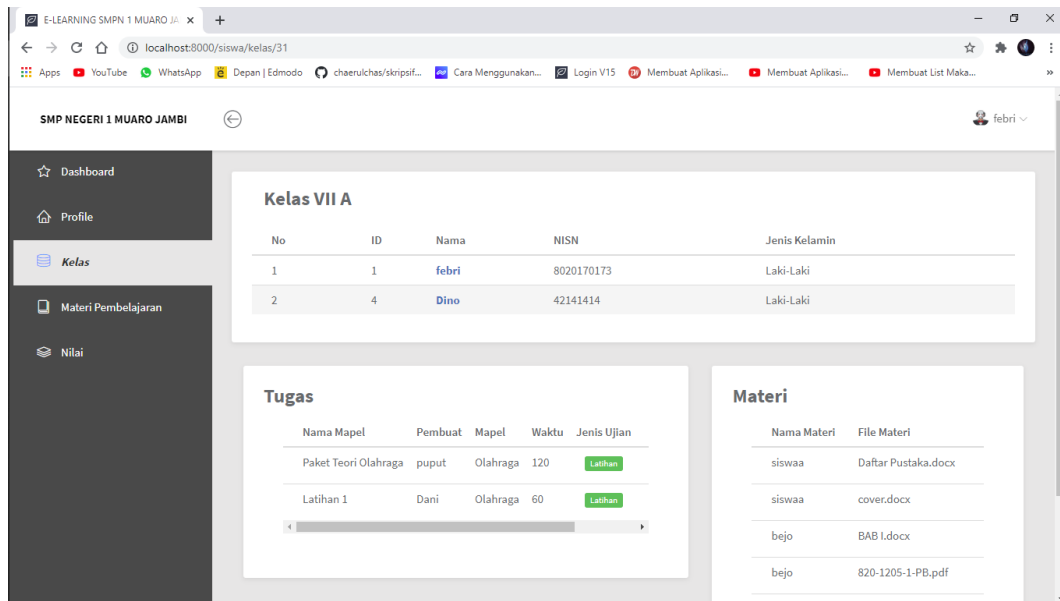 E-LEARNING SMPN 1 MUARO JA
localhost:8000/siswa/kelas/31
Apps YouTube WhatsApp Depan | Edmodo chaerulchas/skripsif... Cara Menggunakan... Login V15 Membuat Aplikasi... Membuat Aplikasi... Membuat List Maka...
SMP NEGERI 1 MUARO JAMBI
febri
Dashboard
Profile
Kelas
Materi Pembelajaran
Nilai
Kelas VII A
No ID Nama NISN Jenis Kelamin
1 1 febri 8020170173 Laki-Laki
2 4 Dino 42141414 Laki-Laki
Tugas
Nama Mapel Pembuat Mapel Waktu Jenis Ujian
Paket Teori Olahraga puput Olahraga 120 Latihan
Latihan 1 Dani Olahraga 60 Latihan
Materi
Nama Materi File Materi
siswaa Daftar Pustaka.docx
siswaa cover.docx
bejo BAB I.docx
bejo 820-1205-1-PB.pdf